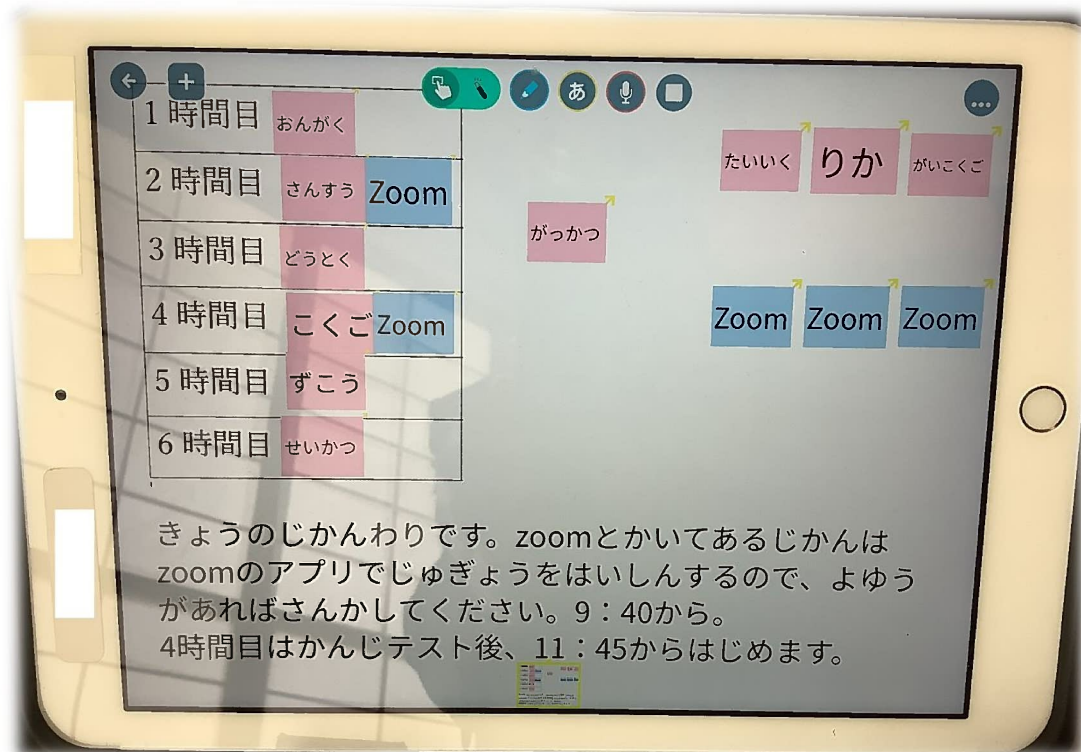 あ
1時間目 おんがく
2時間目 さんすう Zoom
3時間目 どうとく
4時間目 こくご Zoom
5時間目 ずこう
6時間目 せいかつ
たいいく りか がいこくご
がっかつ
Zoom Zoom Zoom
きょうのじかんわりです。zoomとかいてあるじかんは
zoomのアプリでじゅぎょうをはいしんするので、よゆう
があればさんかしてください。9：40から。
4時間目はかんじテスト後、11：45からはじめます。